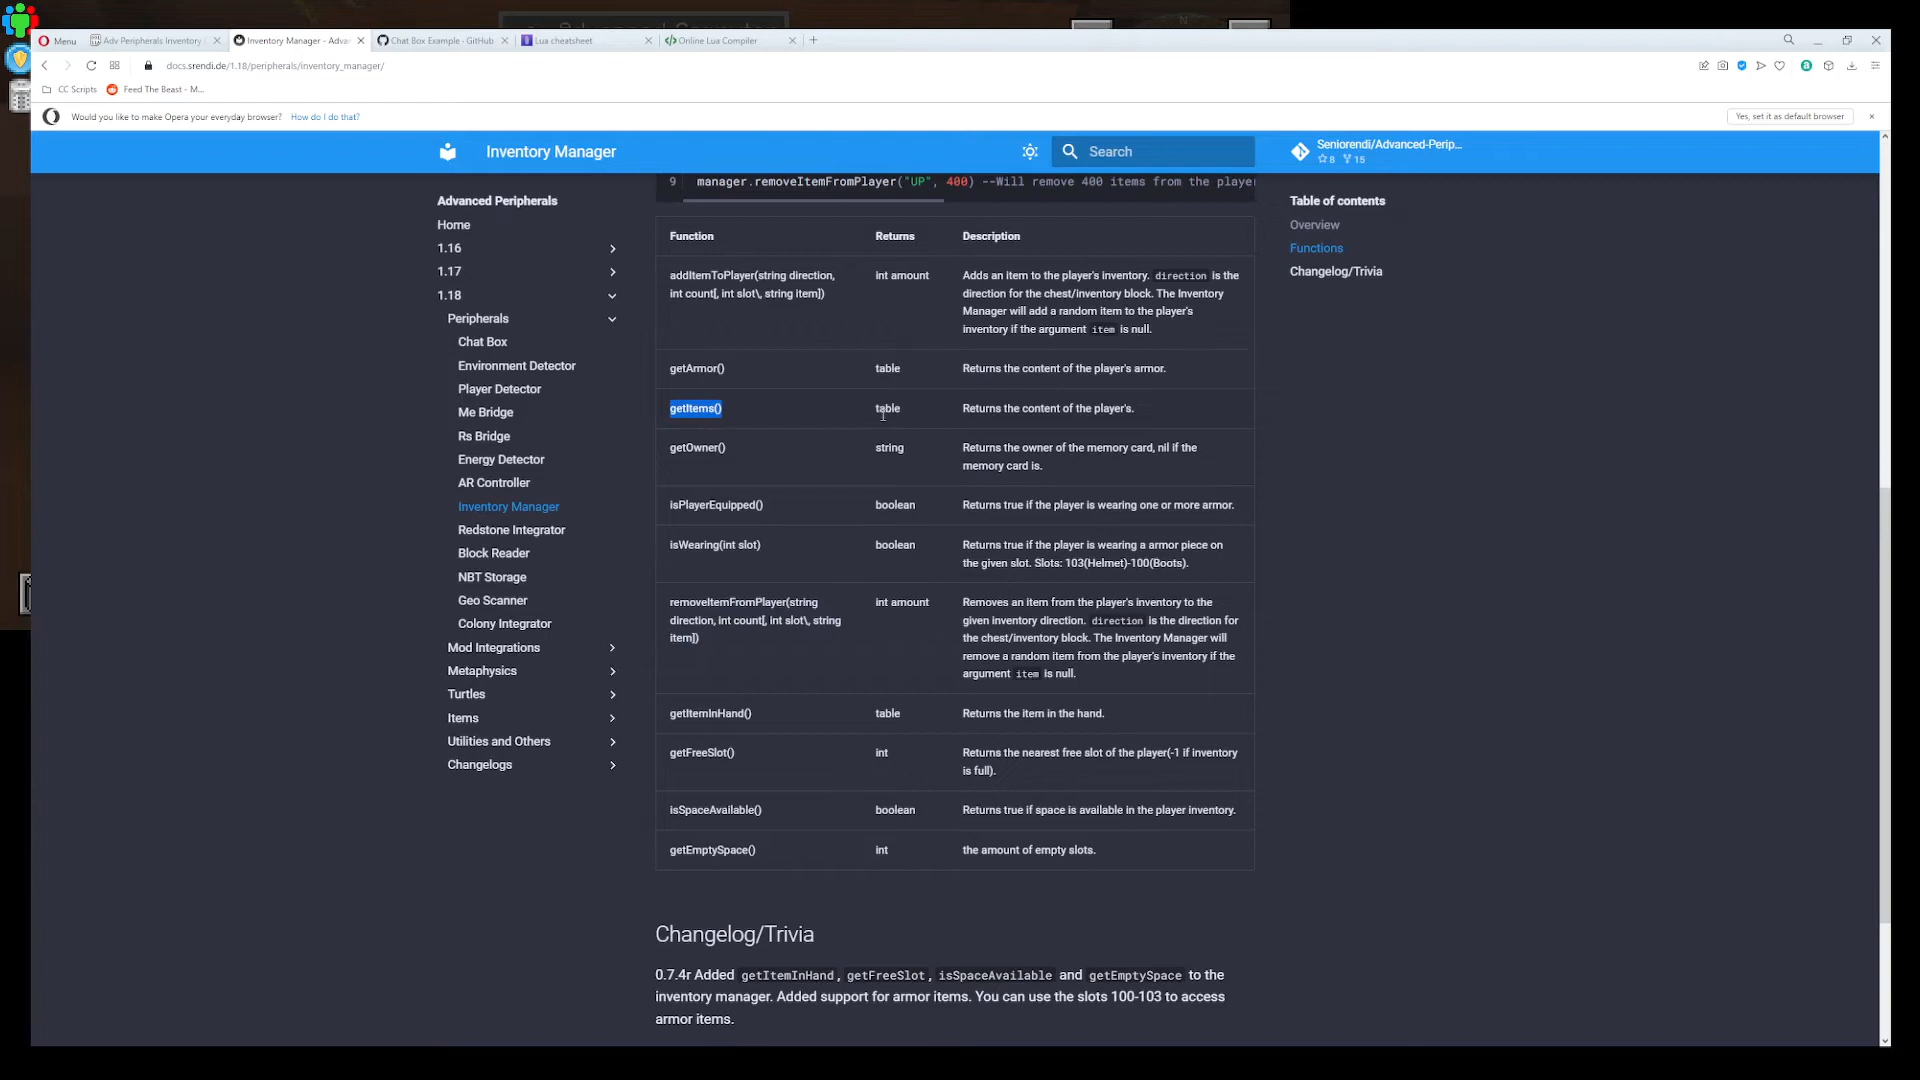 Menu
Adv Peripherals Inventory
Inventory Manager - Adva
Chat Box Example · GitHub
Lua cheatsheet
Online Lua Compiler
docs.srendi.de/1.18/peripherals/inventory_manager/
CC Scripts
Feed The Beast - M...
Would you like to make Opera your everyday browser?
How do I do that?
Yes, set it as default browser
Inventory Manager
Search
Seniorendi/Advanced-Perip...
8 15
9 manager.removeItemFromPlayer("UP", 400) --Will remove 400 items from the player
Advanced Peripherals
Home
1.16
1.17
1.18
Peripherals
Chat Box
Environment Detector
Player Detector
Me Bridge
Rs Bridge
Energy Detector
AR Controller
Inventory Manager
Redstone Integrator
Block Reader
NBT Storage
Geo Scanner
Colony Integrator
Mod Integrations
Metaphysics
Turtles
Items
Utilities and Others
Changelogs
Function Returns Description
addItemToPlayer(string direction, int count[, int slot\, string item]) int amount Adds an item to the player's inventory. direction is the
direction for the chest/inventory block. The Inventory
Manager will add a random item to the player's
inventory if the argument item is null.
getArmor() table Returns the content of the player's armor.
getItems() table Returns the content of the player's.
getOwner() string Returns the owner of the memory card, nil if the
memory card is.
isPlayerEquipped() boolean Returns true if the player is wearing one or more armor.
isWearing(int slot) boolean Returns true if the player is wearing a armor piece on
the given slot. Slots: 103(Helmet)-100(Boots).
removeItemFromPlayer(string direction, int count[, int slot\, string item]) int amount Removes an item from the player's inventory to the
given inventory direction. direction is the direction for
the chest/inventory block. The Inventory Manager will
remove a random item from the player's inventory if the
argument item is null.
getItemInHand() table Returns the item in the hand.
getFreeSlot() int Returns the nearest free slot of the player(-1 if inventory
is full).
isSpaceAvailable() boolean Returns true if space is available in the player inventory.
getEmptySpace() int the amount of empty slots.
Changelog/Trivia
0.7.4r Added getItemInHand, getFreeSlot, isSpaceAvailable and getEmptySpace to the
inventory manager. Added support for armor items. You can use the slots 100-103 to access
armor items.
Table of contents
Overview
Functions
Changelog/Trivia